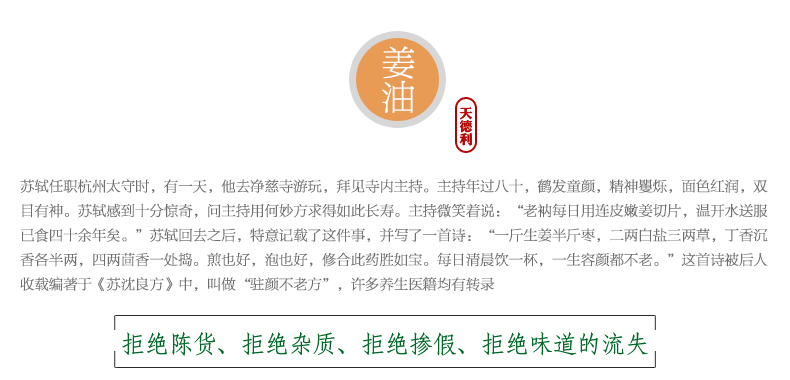 姜
油
天德利
苏轼任职杭州太守时，有一天，他去净慈寺游玩，拜见寺内主持。主持年过八十，鹤发童颜，精神矍烁，面色红润，双
目有神。苏轼感到十分惊奇，问主持用何妙方求得如此长寿。主持微笑着说：“老衲每日用连皮嫩姜切片，温开水送服
已食四十余年矣。”苏轼回去之后，特意记载了这件事，并写了一首诗：“一斤生姜半斤枣，二两白盐三两草，丁香沉
香各半两，四两茴香一处捣。煎也好，泡也好，修合此药胜如宝。每日清晨饮一杯，一生容颜都不老。”这首诗被后人
收载编著于《苏沈良方》中，叫做“驻颜不老方”，许多养生医籍均有转录
拒绝陈货、拒绝杂质、拒绝掺假、拒绝味道的流失